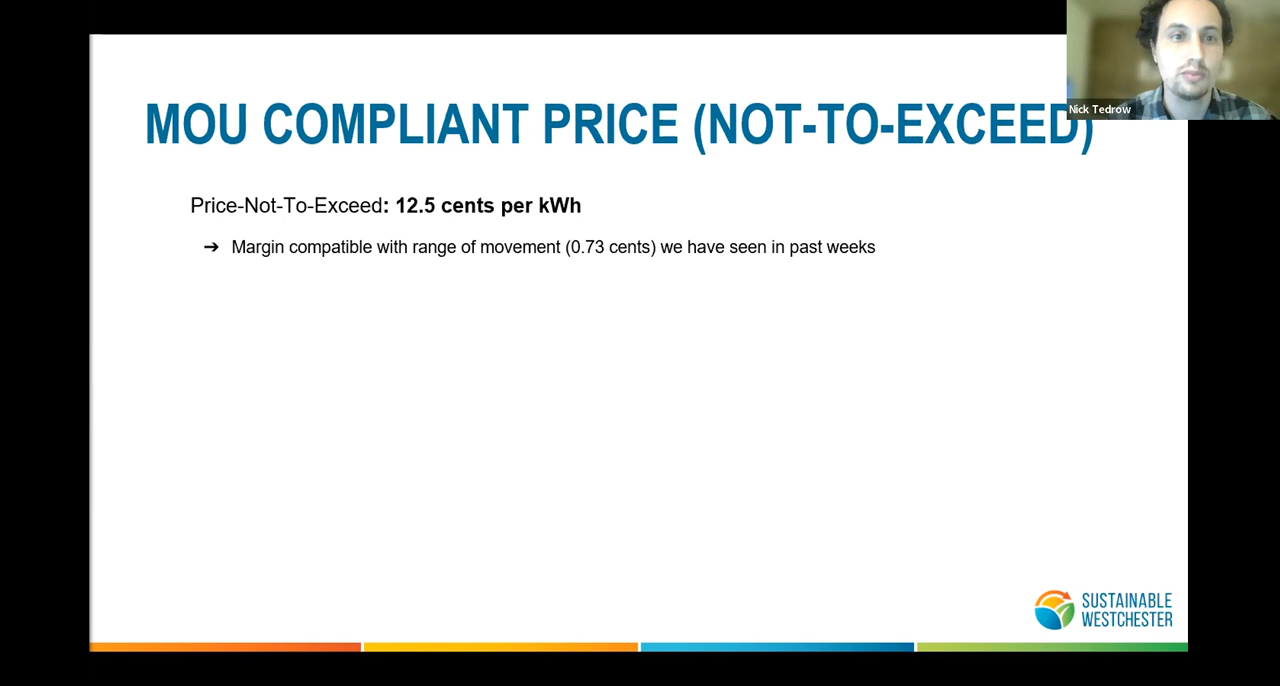 MOU COMPLIANT PRICE (NOT-TO-EXCEED)
Nick Tedrow
Price-Not-To-Exceed: 12.5 cents per kWh
➔ Margin compatible with range of movement (0.73 cents) we have seen in past weeks
SUSTAINABLE
WESTCHESTER